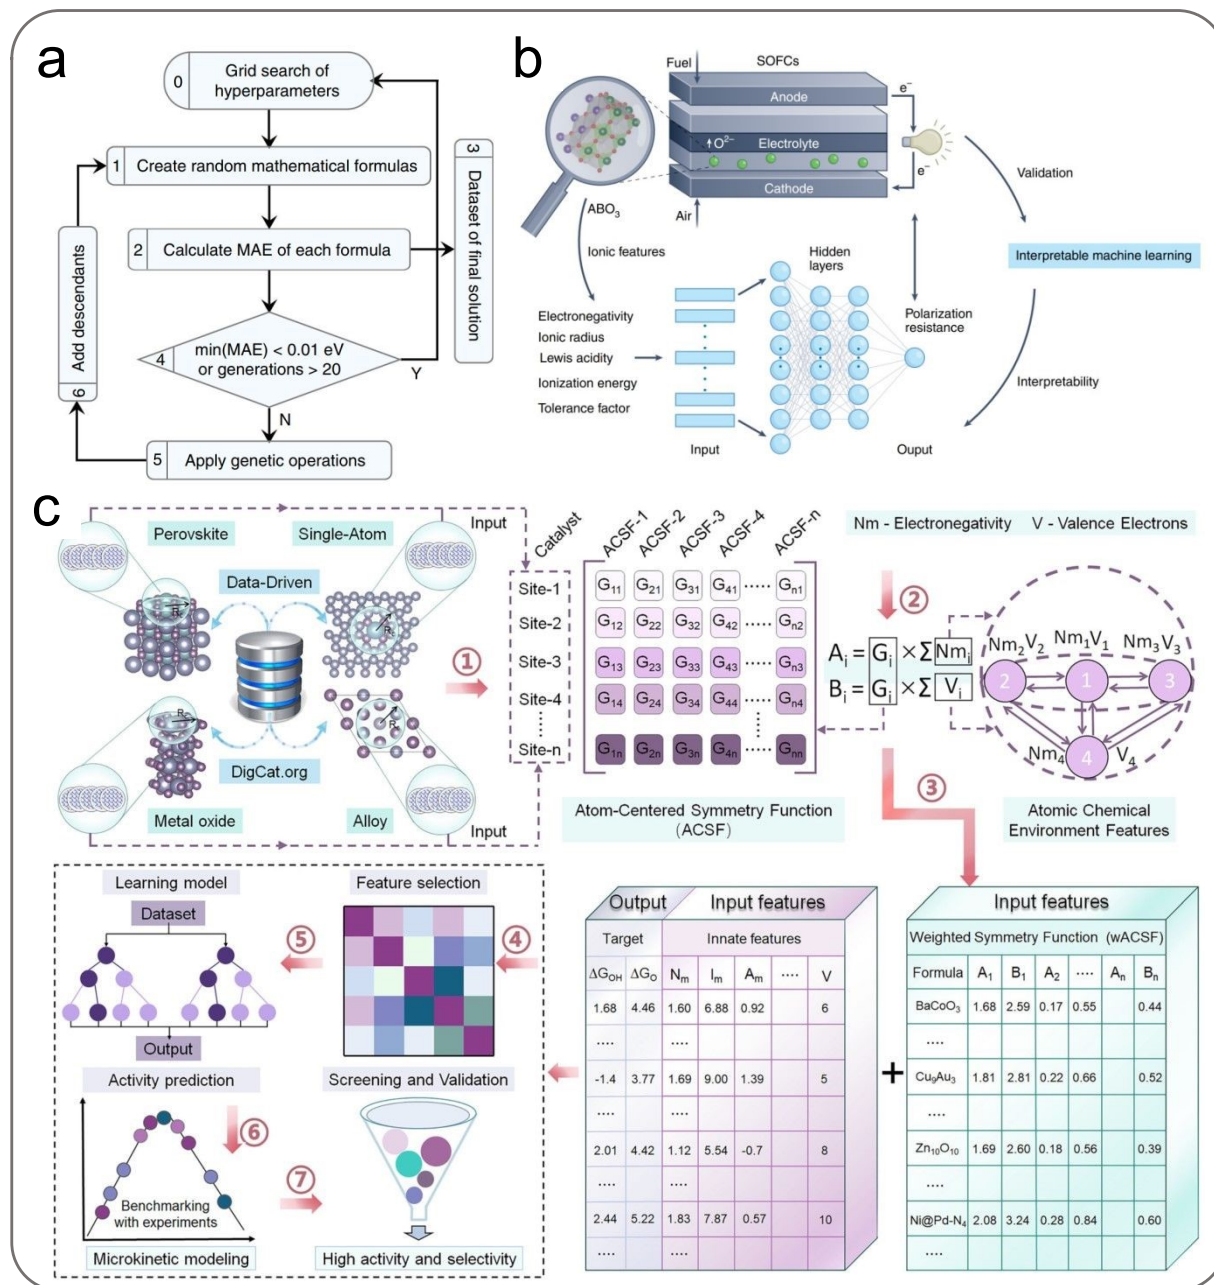 a
0
Grid search of
hyperparameters
1
Create random mathematical formulas
2
Calculate MAE of each formula
3
Dataset of final solution
4
min(MAE) < 0.01 eV
or generations > 20
Y
N
5
Apply genetic operations
6
Add descendants
b
Fuel
SOFCs
Anode
e⁻
O²⁻
Electrolyte
Cathode
e⁻
Air
ABO₃
Ionic features
Validation
Interpretable machine learning
Interpretability
Hidden
layers
Polarization
resistance
Electronegativity
Ionic radius
Lewis acidity
Ionization energy
Tolerance factor
Input
Ouput
c
Input
Perovskite
Single-Atom
Data-Driven
DigCat.org
Metal oxide
Alloy
Input
①
Catalyst
ACSF-1 ACSF-2 ACSF-3 ACSF-4 ACSF-n
Site-1 G₁₁ G₂₁ G₃₁ G₄₁ ····· Gₙ₁
Site-2 G₁₂ G₂₂ G₃₂ G₄₂ ····· Gₙ₂
Site-3 G₁₃ G₂₃ G₃₃ G₄₃ ····· Gₙ₃
Site-4 G₁₄ G₂₄ G₃₄ G₄₄ ····· Gₙ₄
Site-n G₁ₙ G₂ₙ G₃ₙ G₄ₙ ····· Gₙₙ
Atom-Centered Symmetry Function
(ACSF)
Nm - Electronegativity V - Valence Electrons
②
Aᵢ = Gᵢ × Σ Nmᵢ
Bᵢ = Gᵢ × Σ Vᵢ
Nm₂V₂ Nm₁V₁ Nm₃V₃
2 1 3
Nm₄ 4 V₄
③
Atomic Chemical
Environment Features
Learning model
Dataset
Output
⑤
Feature selection
④
Activity prediction
⑥
Benchmarking
with experiments
Microkinetic modeling
⑦
Screening and Validation
High activity and selectivity
Output Input features
Target Innate features
ΔG_OH ΔG_O Nₘ Iₘ Aₘ ···· V
1.68 4.46 1.60 6.88 0.92 6
···· ····
-1.4 3.77 1.69 9.00 1.39 5
···· ····
2.01 4.42 1.12 5.54 -0.7 8
···· ····
2.44 5.22 1.83 7.87 0.57 10
···· ····
+
Input features
Weighted Symmetry Function (wACSF)
Formula A₁ B₁ A₂ ···· Aₙ Bₙ
BaCoO₃ 1.68 2.59 0.17 0.55 0.44
····
Cu₉Au₃ 1.81 2.81 0.22 0.66 0.52
····
Zn₁₀O₁₀ 1.69 2.60 0.18 0.56 0.39
····
Ni@Pd-N₄ 2.08 3.24 0.28 0.84 0.60
····